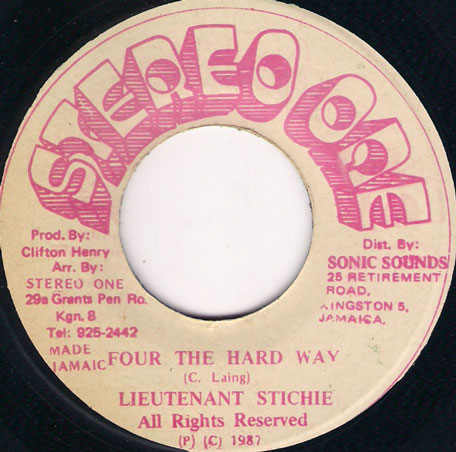 STEREO ONE
Prod. By:
Clifton Henry
Arr. By:
STEREO ONE
29a Grants Pen Ro.
Kgn. 8
Tel: 925-2442
MADE
JAMAIC
Dist. By:
SONIC SOUNDS
25 RETIREMENT
ROAD,
KINGSTON 5,
JAMAICA.
FOUR THE HARD WAY
(C. Laing)
LIEUTENANT STICHIE
All Rights Reserved
(P) (C) 1987